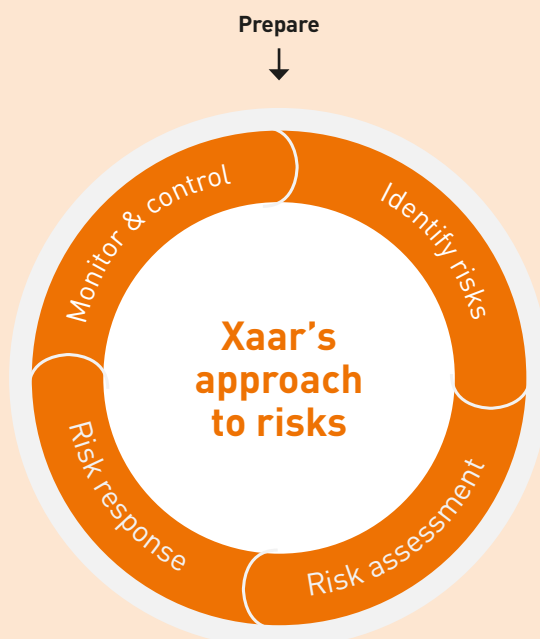 Prepare
Identify risks
Risk assessment
Risk response
Monitor & control
Xaar’s
approach
to risks